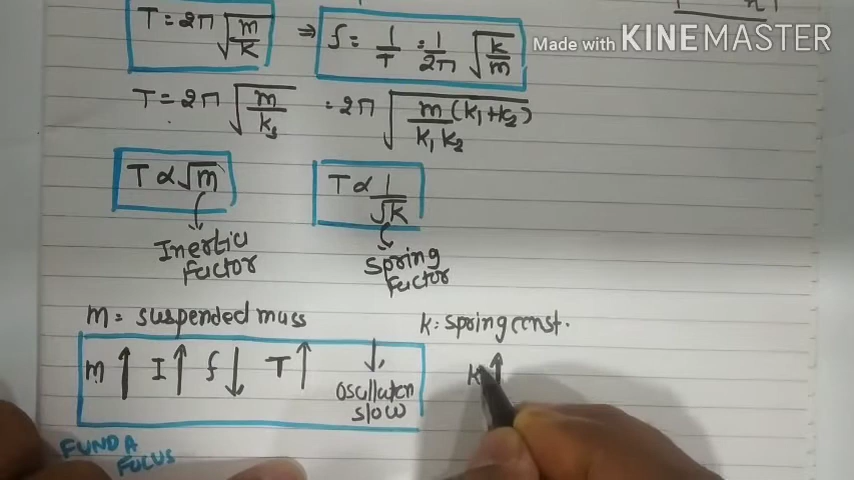 T = 2π √(m/K) ⇒ f = 1/T = 1/2π √(k/m)
Made with KINEMASTER
T = 2π √(m/ks) = 2π √(m(k1+k2)/k1k2)
T ∝ √m T ∝ 1/√K
Inertia Factor
Spring Factor
m = suspended mass k: spring const.
m ↑ I ↑ f ↓ T ↑ ↓ k ↑
slow
FUNDA
FOCUS